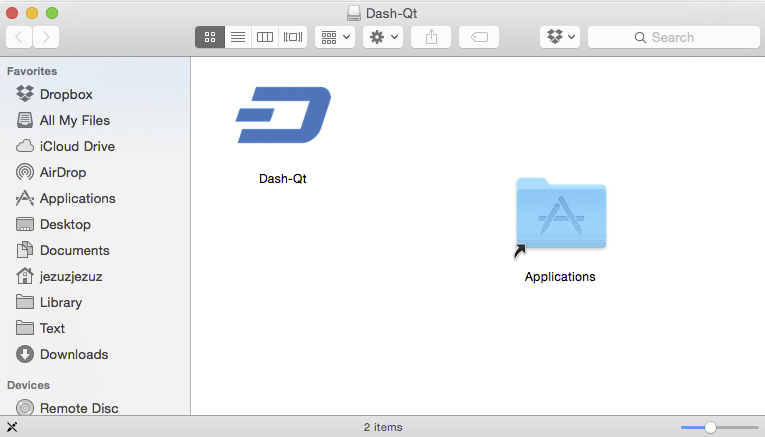 Dash-Qt
Search
Favorites
Dropbox
All My Files
iCloud Drive
AirDrop
Applications
Desktop
Documents
jezuzjezuz
Library
Text
Downloads
Devices
Remote Disc
Dash-Qt
Applications
2 items